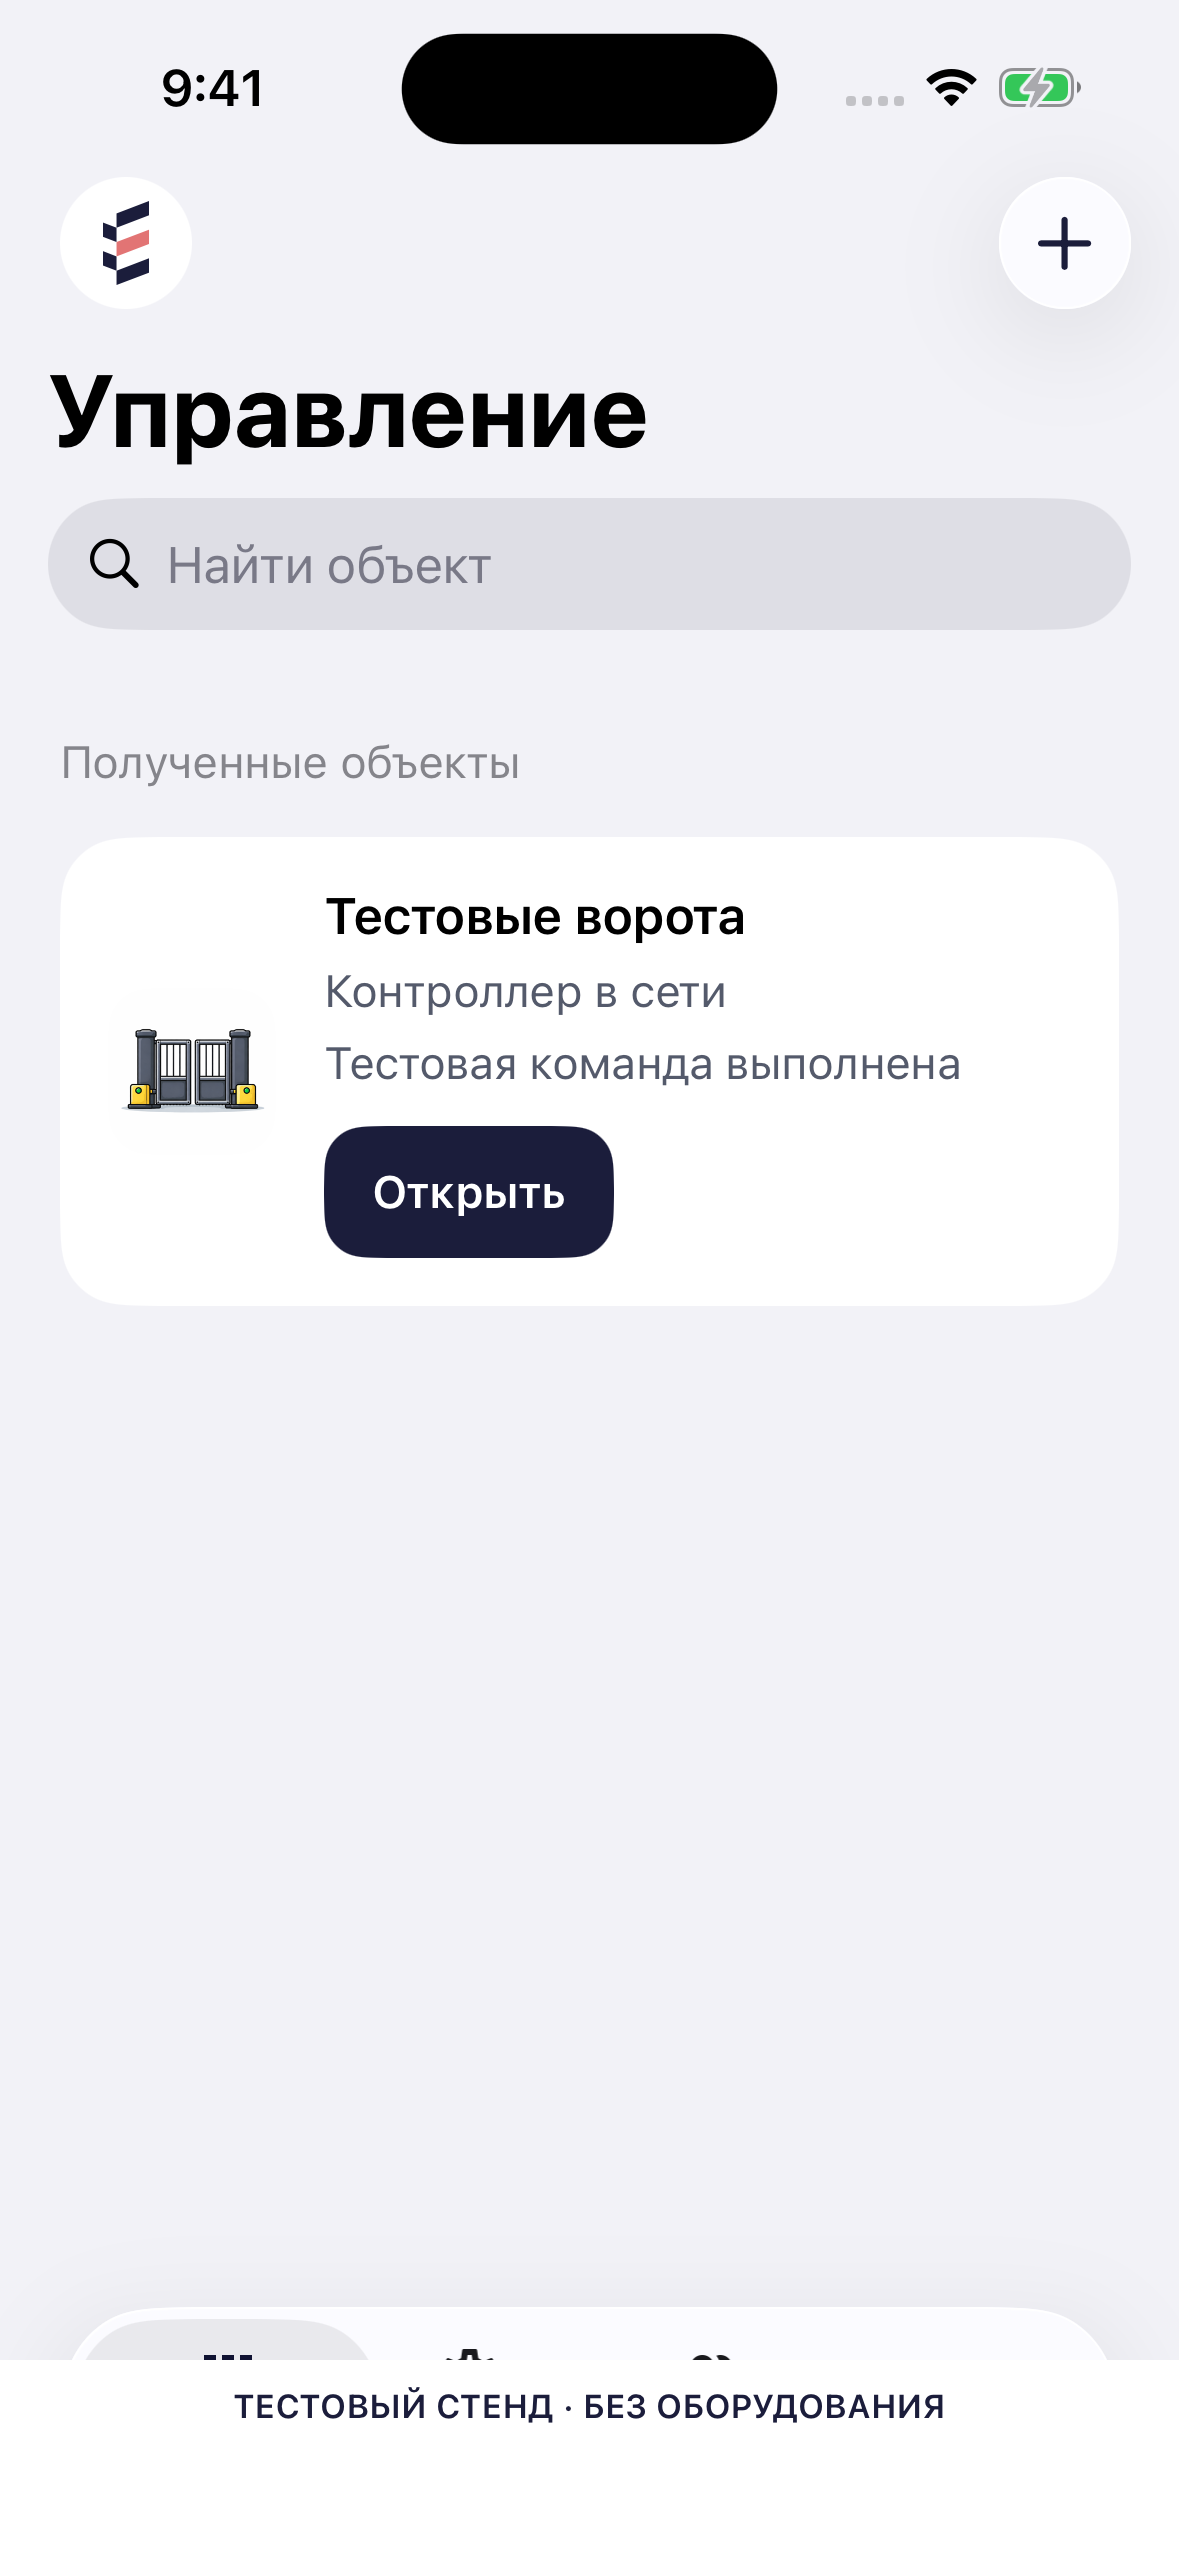 9:41
Управление
Найти объект
Полученные объекты
Тестовые ворота
Контроллер в сети
Тестовая команда выполнена
Открыть
ТЕСТОВЫЙ СТЕНД · БЕЗ ОБОРУДОВАНИЯ